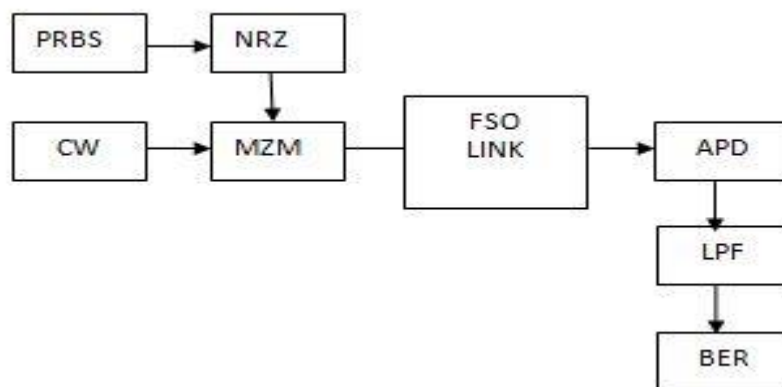 PRBS
NRZ
CW
MZM
FSO
LINK
APD
LPF
BER